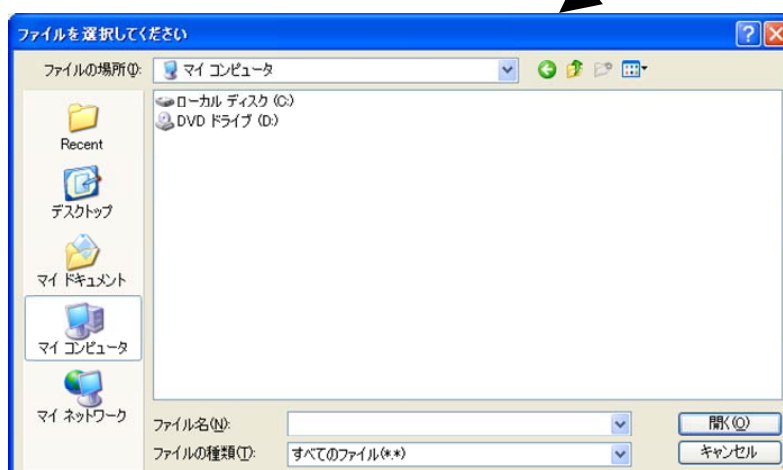 ファイルを選択してください
ファイルの場所(I):
マイ コンピュータ
ローカル ディスク (C:)
DVD ドライブ (D:)
Recent
デスクトップ
マイ ドキュメント
マイ コンピュータ
マイ ネットワーク
ファイル名(N):
開く(O)
ファイルの種類(T):
すべてのファイル(*.*)
キャンセル